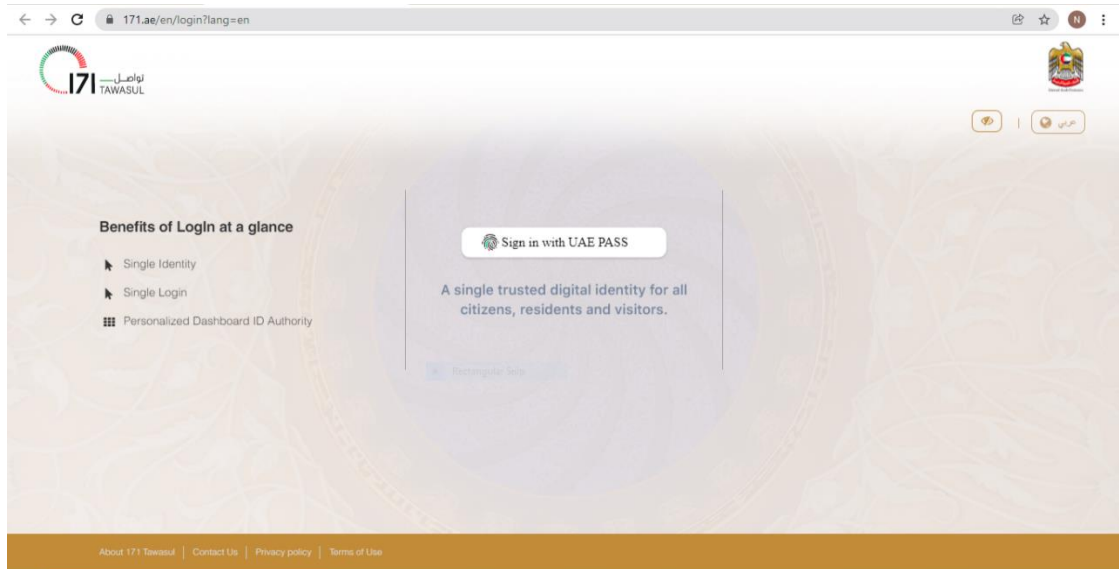 171.ae/en/login?lang=en
N
171 تواصل
TAWASUL
عربي
Benefits of LogIn at a glance
Single Identity
Single Login
Personalized Dashboard ID Authority
Sign in with UAE PASS
A single trusted digital identity for all
citizens, residents and visitors.
About 171 Tawasul | Contact Us | Privacy policy | Terms of Use